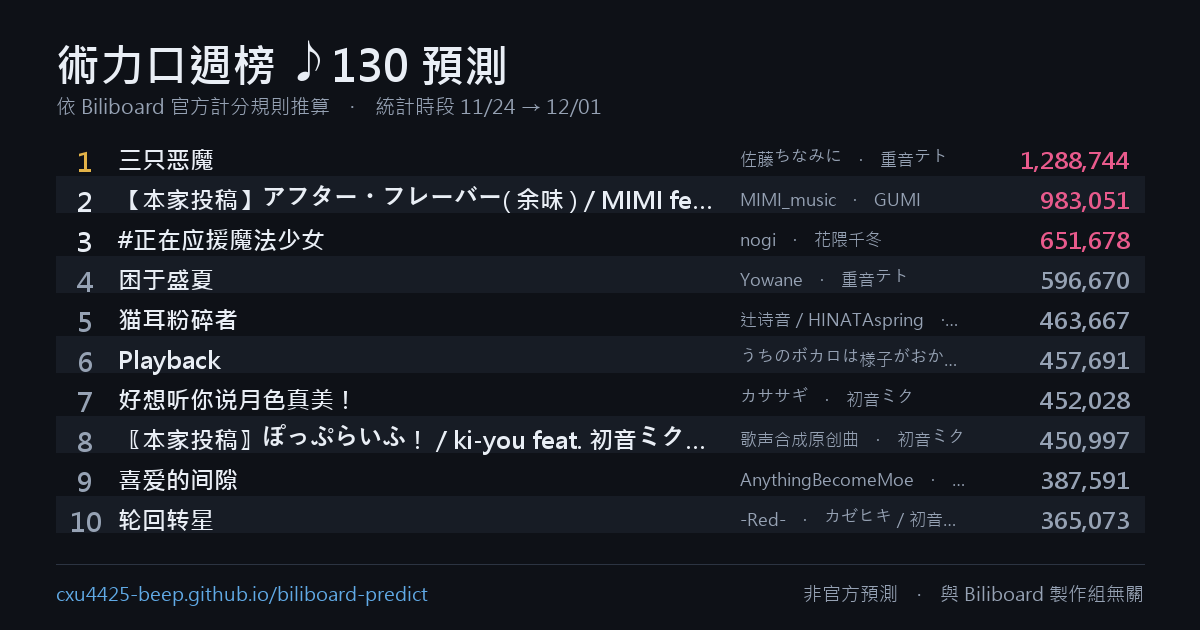 術力口週榜 ♪130 預測
依 Biliboard 官方計分規則推算 · 統計時段 11/24 → 12/01
1 三只恶魔 佐藤ちなみに · 重音テト 1,288,744
2 【本家投稿】アフター・フレーバー(余味) / MIMI fe... MIMI_music · GUMI 983,051
3 #正在应援魔法少女 nogi · 花隈千冬 651,678
4 困于盛夏 Yowane · 重音テト 596,670
5 猫耳粉碎者 辻诗音 / HINATAspring ·... 463,667
6 Playback うちのボカロは様子がおか... 457,691
7 好想听你说月色真美！ カササギ · 初音ミク 452,028
8 〖本家投稿〗ぽっぷらいふ！ / ki-you feat. 初音ミク... 歌声合成原创曲 · 初音ミク 450,997
9 喜爱的间隙 AnythingBecomeMoe · ... 387,591
10 轮回转星 -Red- · カゼヒキ / 初音... 365,073
cxu4425-beep.github.io/biliboard-predict 非官方預測 · 與 Biliboard 製作組無關